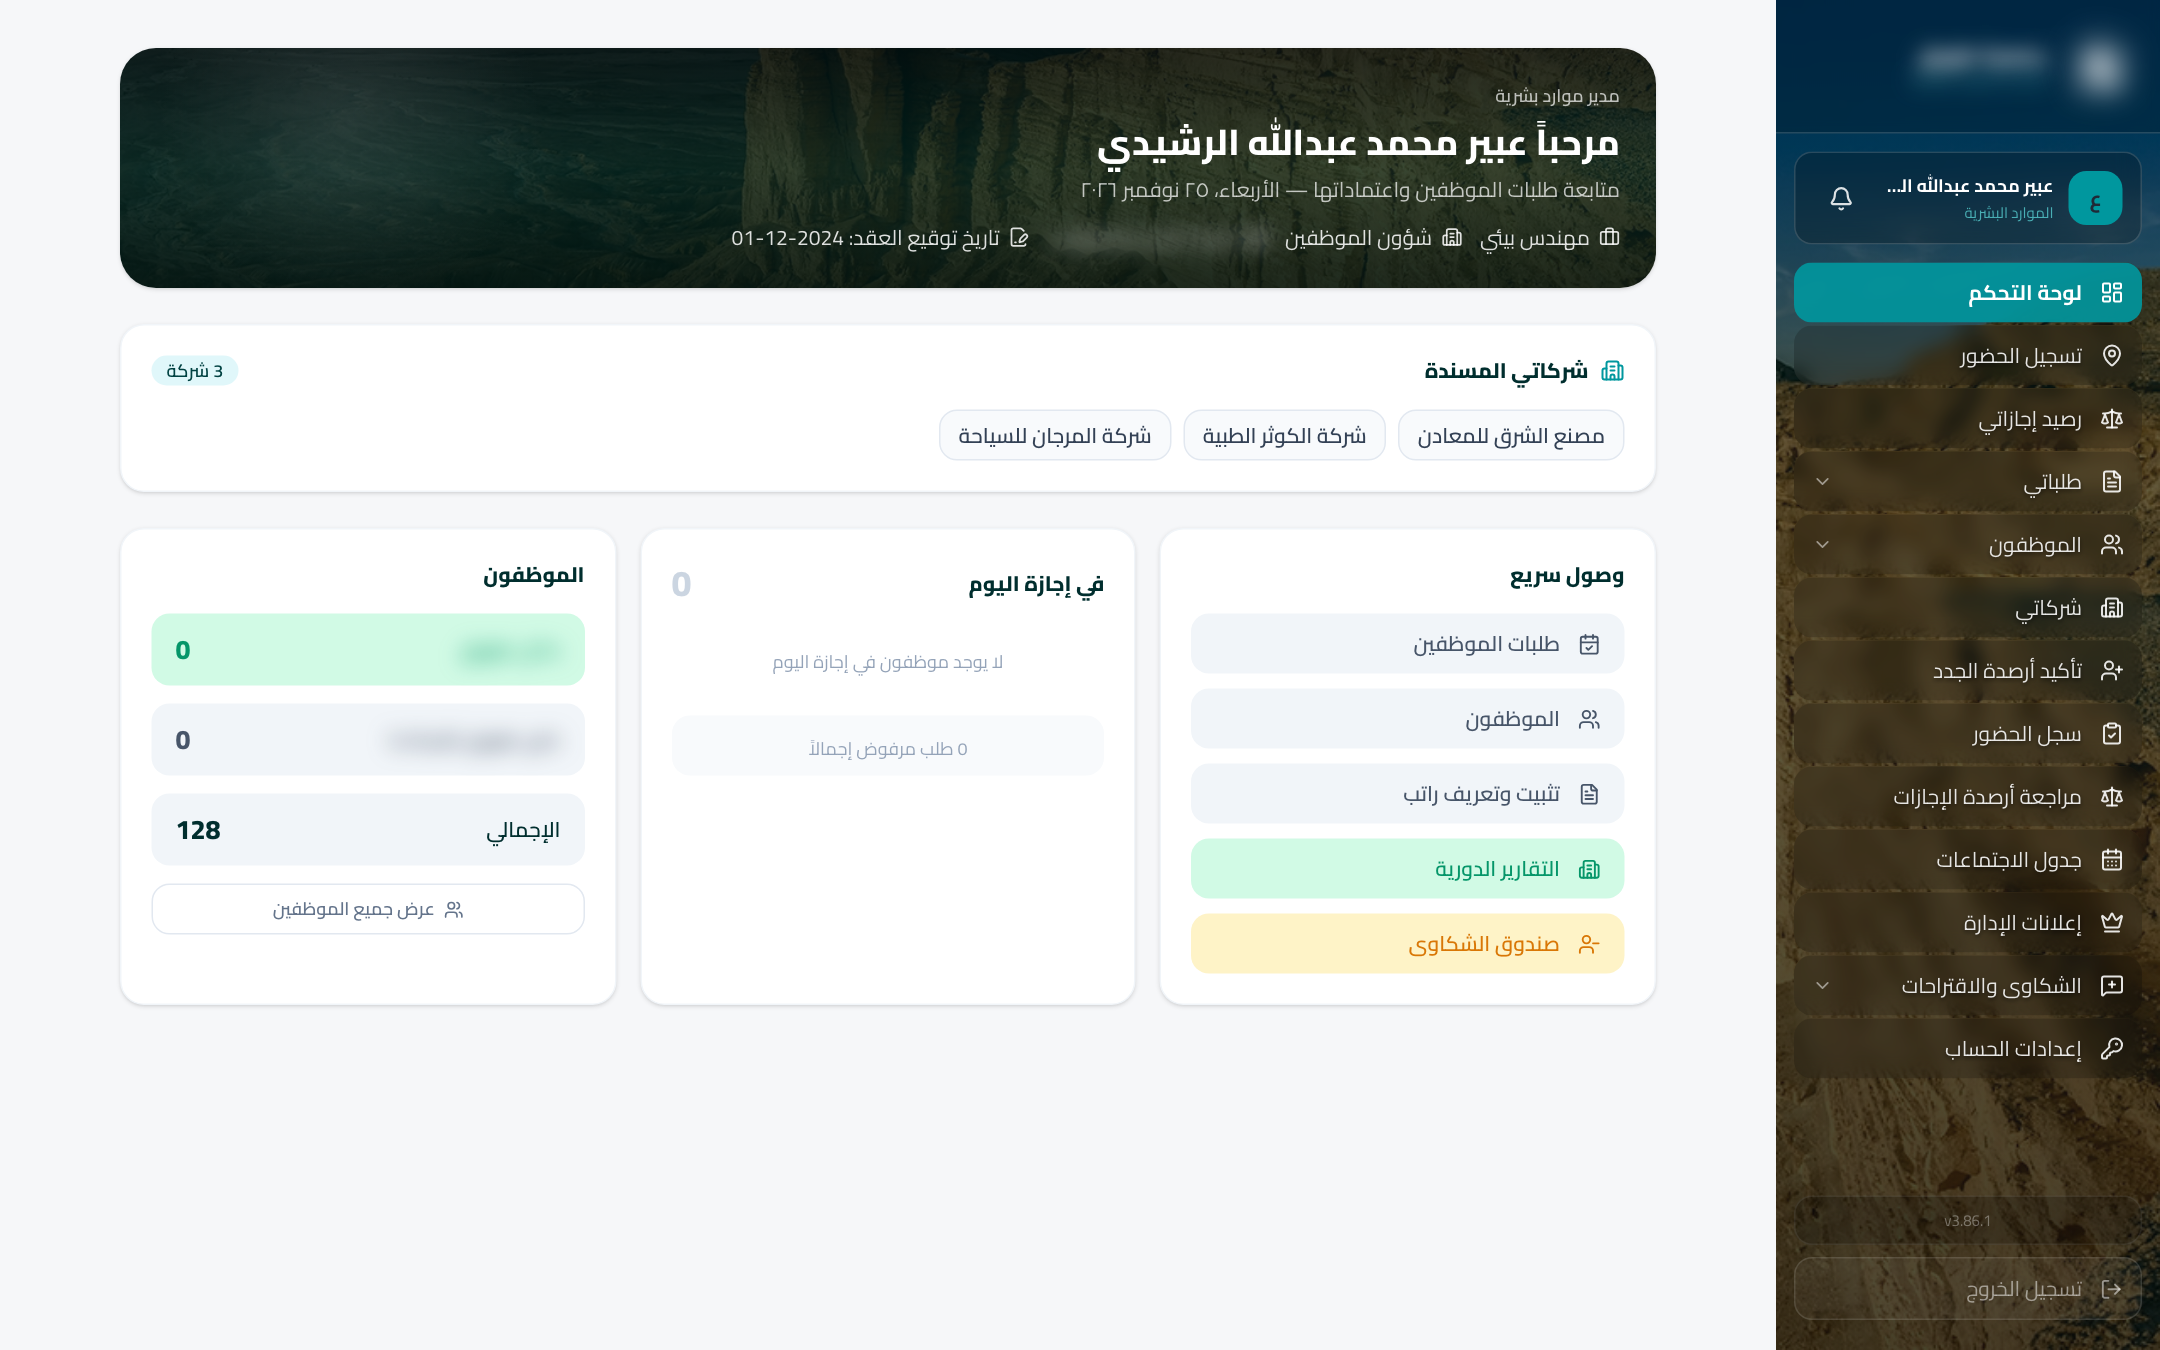 عبير محمد عبدالله الـ...
الموارد البشرية
ع
لوحة التحكم
تسجيل الحضور
رصيد إجازاتي
طلباتي
الموظفون
شركاتي
تأكيد أرصدة الجدد
سجل الحضور
مراجعة أرصدة الإجازات
جدول الاجتماعات
إعلانات الإدارة
الشكاوى والاقتراحات
إعدادات الحساب
v3.86.1
تسجيل الخروج
مدير موارد بشرية
مرحباً عبير محمد عبدالله الرشيدي
متابعة طلبات الموظفين واعتماداتها — الأربعاء، ٢٥ نوفمبر ٢٠٢٦
مهندس بيئي شؤون الموظفين تاريخ توقيع العقد: 2024-12-01
شركاتي المسندة 3 شركة
مصنع الشرق للمعادن شركة الكوثر الطبية شركة المرجان للسياحة
وصول سريع
طلبات الموظفين
الموظفون
تثبيت وتعريف راتب
التقارير الدورية
صندوق الشكاوى
في إجازة اليوم 0
لا يوجد موظفون في إجازة اليوم
0 طلب مرفوض إجمالاً
الموظفون
0
0
الإجمالي 128
عرض جميع الموظفين